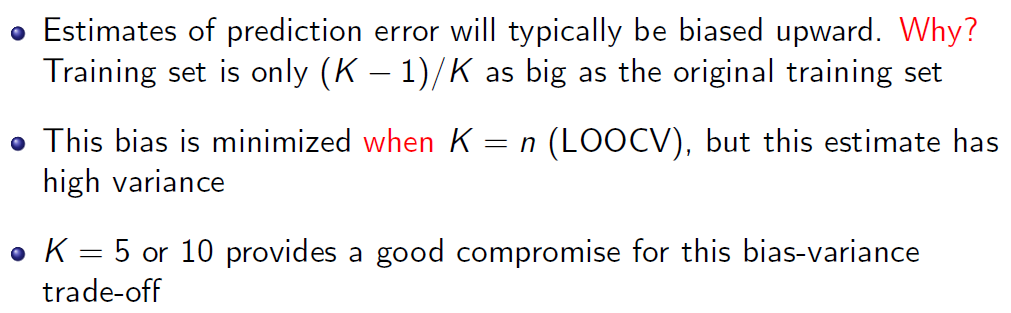 Estimates of prediction error will typically be biased upward. Why?
Training set is only (K − 1)/K as big as the original training set
This bias is minimized when K = n (LOOCV), but this estimate has
high variance
K = 5 or 10 provides a good compromise for this bias-variance
trade-off